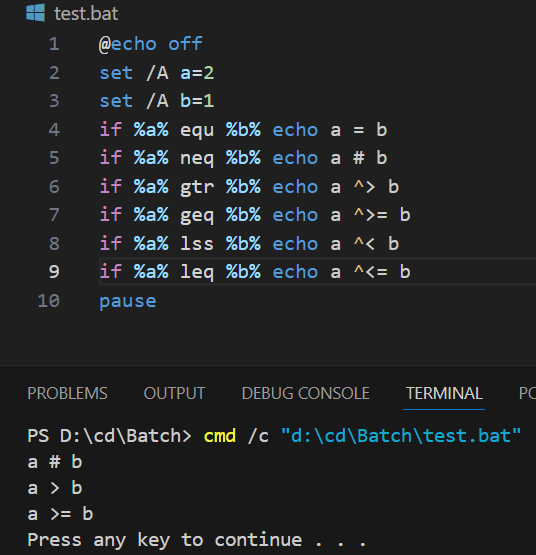 test.bat
1 @echo off
2 set /A a=2
3 set /A b=1
4 if %a% equ %b% echo a = b
5 if %a% neq %b% echo a # b
6 if %a% gtr %b% echo a ^> b
7 if %a% geq %b% echo a ^>= b
8 if %a% lss %b% echo a ^< b
9 if %a% leq %b% echo a ^<= b
10 pause
PROBLEMS OUTPUT DEBUG CONSOLE TERMINAL PO
PS D:\cd\Batch> cmd /c "d:\cd\Batch\test.bat"
a # b
a > b
a >= b
Press any key to continue . . .